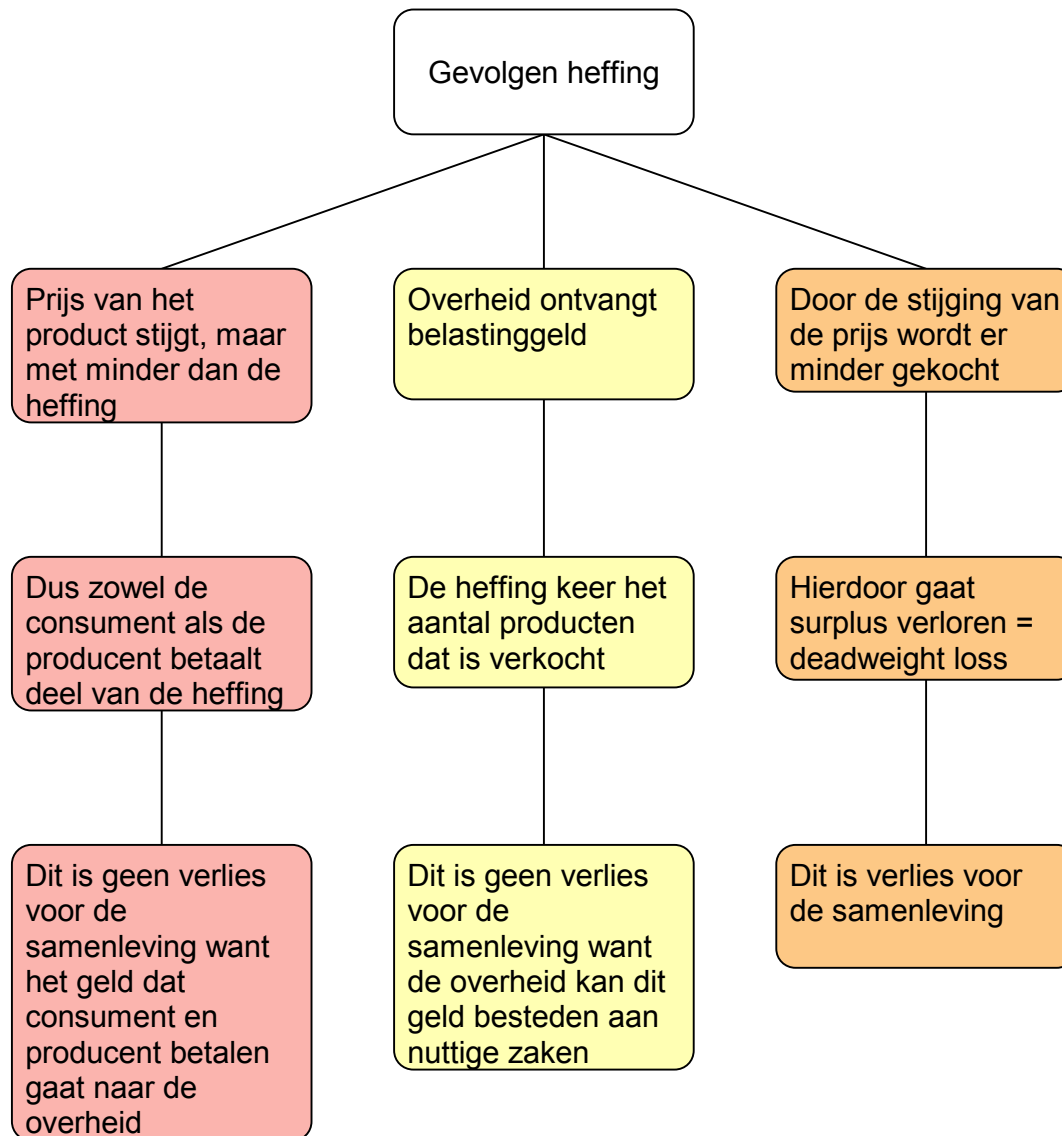 Gevolgen heffing
Prijs van het
product stijgt, maar
met minder dan de
heffing
Dus zowel de
consument als de
producent betaalt
deel van de heffing
Dit is geen verlies
voor de
samenleving want
het geld dat
consument en
producent betalen
gaat naar de
overheid
Overheid ontvangt
belastinggeld
De heffing keer het
aantal producten
dat is verkocht
Dit is geen verlies
voor de
samenleving want
de overheid kan dit
geld besteden aan
nuttige zaken
Door de stijging van
de prijs wordt er
minder gekocht
Hierdoor gaat
surplus verloren =
deadweight loss
Dit is verlies voor
de samenleving